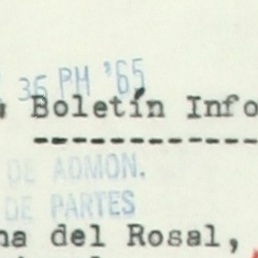 36 PM '65
Boletín Info
DE ADMON.
DE PARTES
na del Rosal,